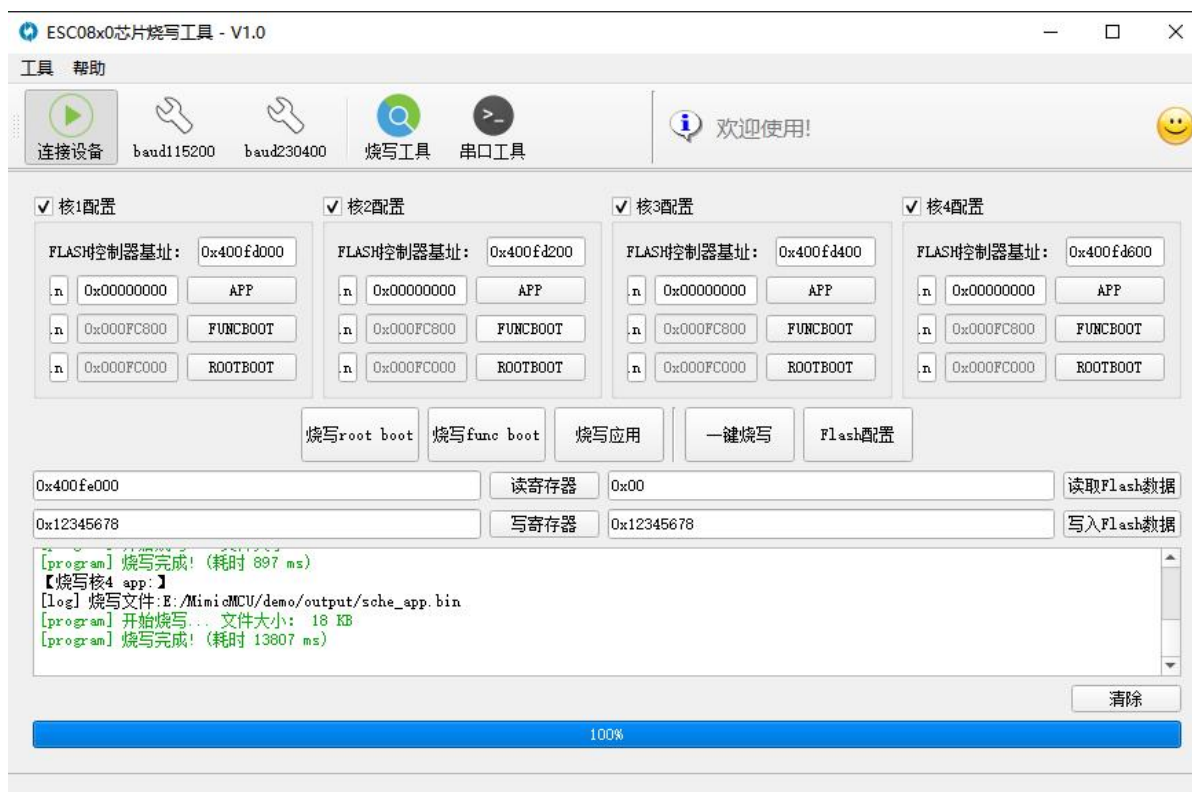 ESC08x0芯片烧写工具 - V1.0
工具 帮助
连接设备 baud115200 baud230400 烧写工具 串口工具 欢迎使用!
核1配置 核2配置 核3配置 核4配置
FLASH控制器基址: 0x400fd000 FLASH控制器基址: 0x400fd200 FLASH控制器基址: 0x400fd400 FLASH控制器基址: 0x400fd600
.n 0x00000000 APP .n 0x00000000 APP .n 0x00000000 APP .n 0x00000000 APP
.n 0x000FC800 FUNCBOOT .n 0x000FC800 FUNCBOOT .n 0x000FC800 FUNCBOOT .n 0x000FC800 FUNCBOOT
.n 0x000FC000 ROOTBOOT .n 0x000FC000 ROOTBOOT .n 0x000FC000 ROOTBOOT .n 0x000FC000 ROOTBOOT
烧写root boot 烧写func boot 烧写应用 一键烧写 Flash配置
0x400fe000 读寄存器 0x00 读取Flash数据
0x12345678 写寄存器 0x12345678 写入Flash数据
[program] 烧写完成! (耗时 897 ms)
【烧写核4 app:】
[log] 烧写文件:E:/MimicMCU/demo/output/sche_app.bin
[program] 开始烧写... 文件大小: 18 KB
[program] 烧写完成! (耗时 13807 ms)
清除
100%